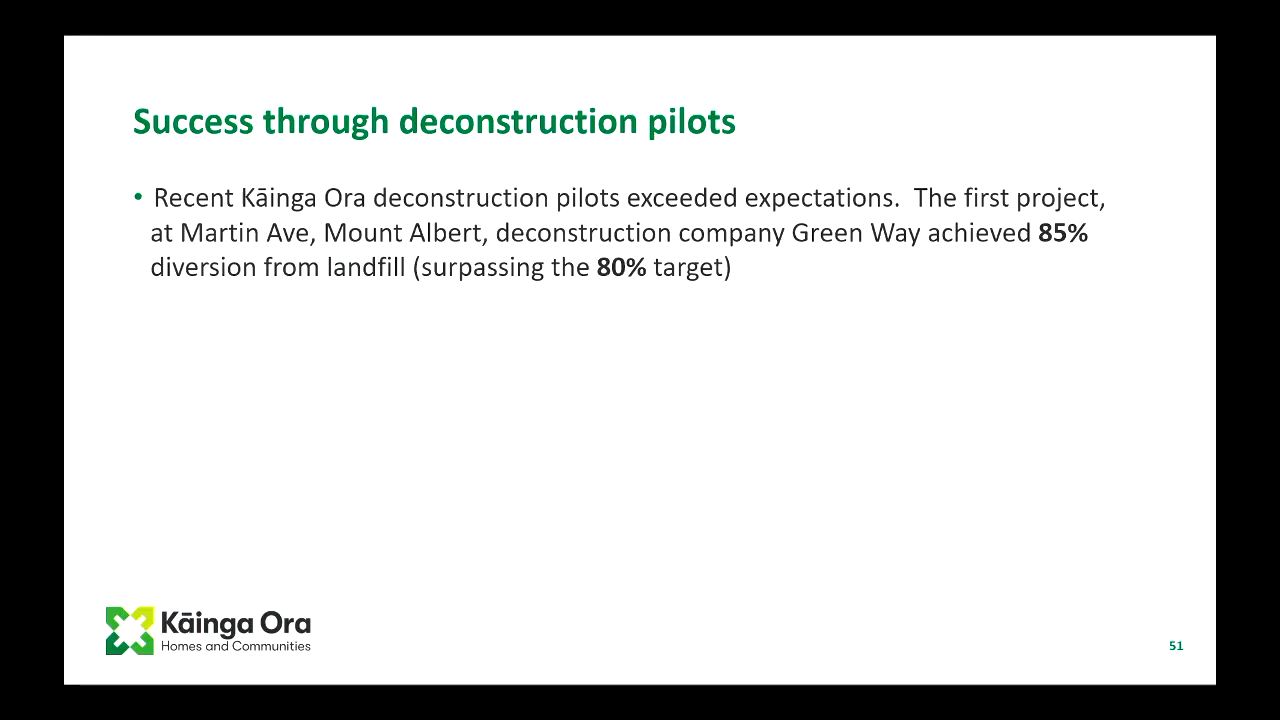 Success through deconstruction pilots
• Recent Kāinga Ora deconstruction pilots exceeded expectations.  The first project,
at Martin Ave, Mount Albert, deconstruction company Green Way achieved 85%
diversion from landfill (surpassing the 80% target)
Kāinga Ora
Homes and Communities
51